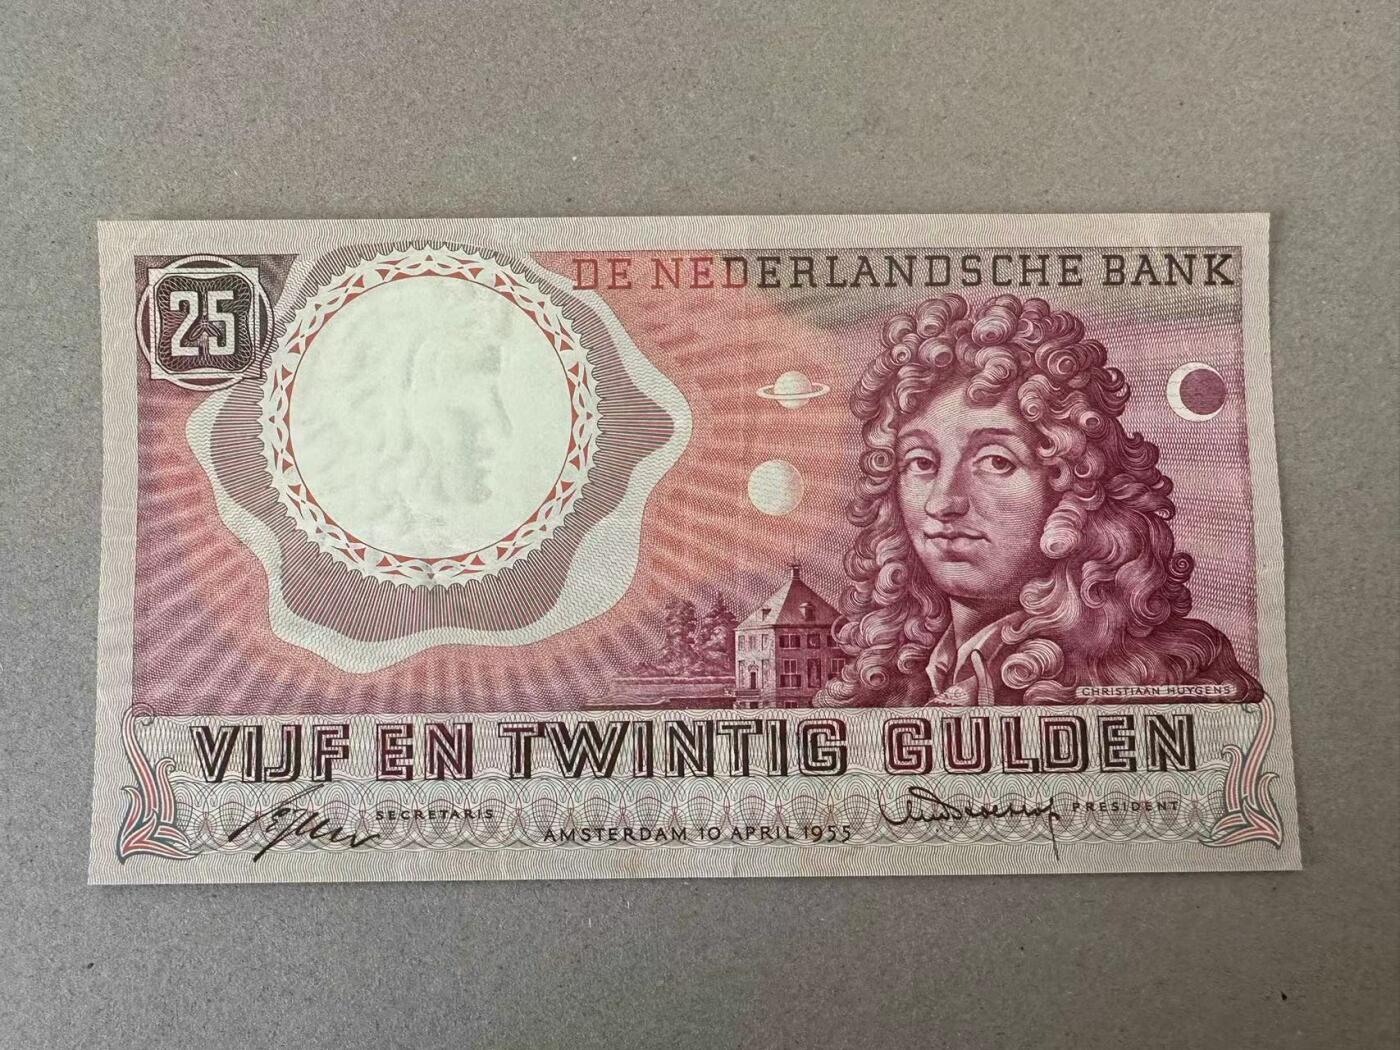 25
DE NEDERLANDSCHE BANK
CHRISTIAAN HUYGENS
VIJF EN TWINTIG GULDEN
SECRETARIS
PRESIDENT
AMSTERDAM 10 APRIL 1955